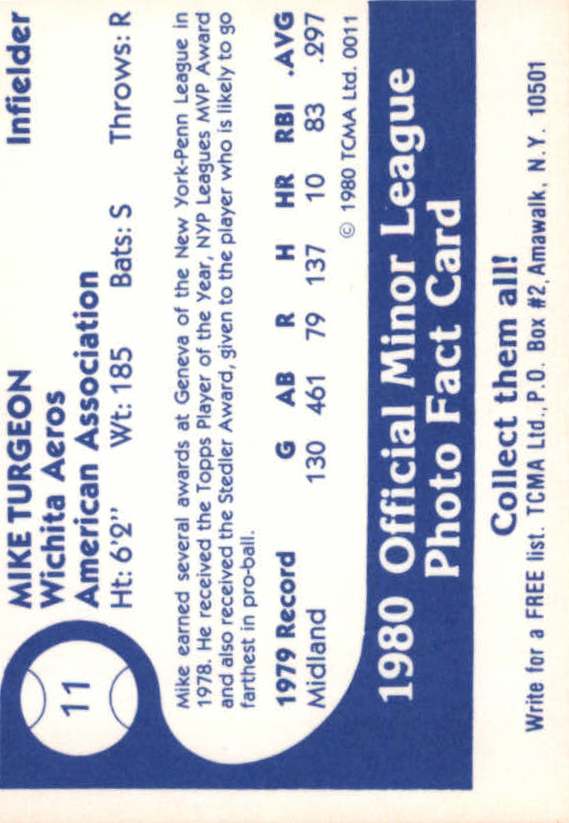 11
MIKE TURGEON Infielder
Wichita Aeros
American Association
Ht: 6'2" Wt: 185 Bats: S Throws: R
Mike earned several awards at Geneva of the New York-Penn League in
1978. He received the Topps Player of the Year, NYP Leagues MVP Award
and also received the Stedler Award, given to the player who is likely to go
farthest in pro-ball.
1979 Record G AB R H HR RBI .AVG
Midland 130 461 79 137 10 83 .297
© 1980 TCMA Ltd. 0011
1980 Official Minor League
Photo Fact Card
Collect them all!
Write for a FREE list. TCMA Ltd., P.O. Box #2, Amawalk, N.Y. 10501